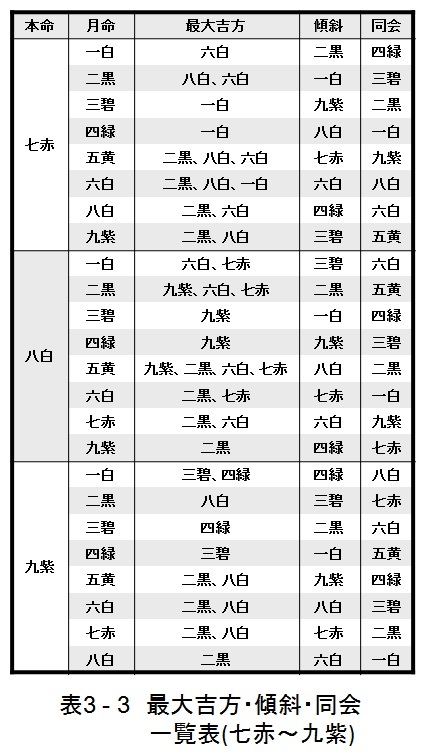 本命 月命 最大吉方 傾斜 同会
一白 六白 二黒 四緑
二黒 八白、六白 一白 三碧
三碧 一白 九紫 二黒
四緑 一白 八白 一白
七赤
五黄 二黒、八白、六白 七赤 九紫
六白 二黒、八白、一白 六白 八白
八白 二黒、六白 四緑 六白
九紫 二黒、八白 三碧 五黄
一白 六白、七赤 三碧 六白
二黒 九紫、六白、七赤 二黒 五黄
三碧 九紫 一白 四緑
四緑 九紫 九紫 三碧
八白
五黄 九紫、二黒、六白、七赤 八白 二黒
六白 二黒、七赤 七赤 一白
七赤 二黒、六白 六白 九紫
九紫 二黒 四緑 七赤
一白 三碧、四緑 四緑 八白
二黒 八白 三碧 七赤
三碧 四緑 二黒 六白
四緑 三碧 一白 五黄
九紫
五黄 二黒、八白 九紫 四緑
六白 二黒、八白 八白 三碧
七赤 二黒、八白 七赤 二黒
八白 二黒 六白 一白
表3-3 最大吉方・傾斜・同会
一覧表(七赤～九紫)